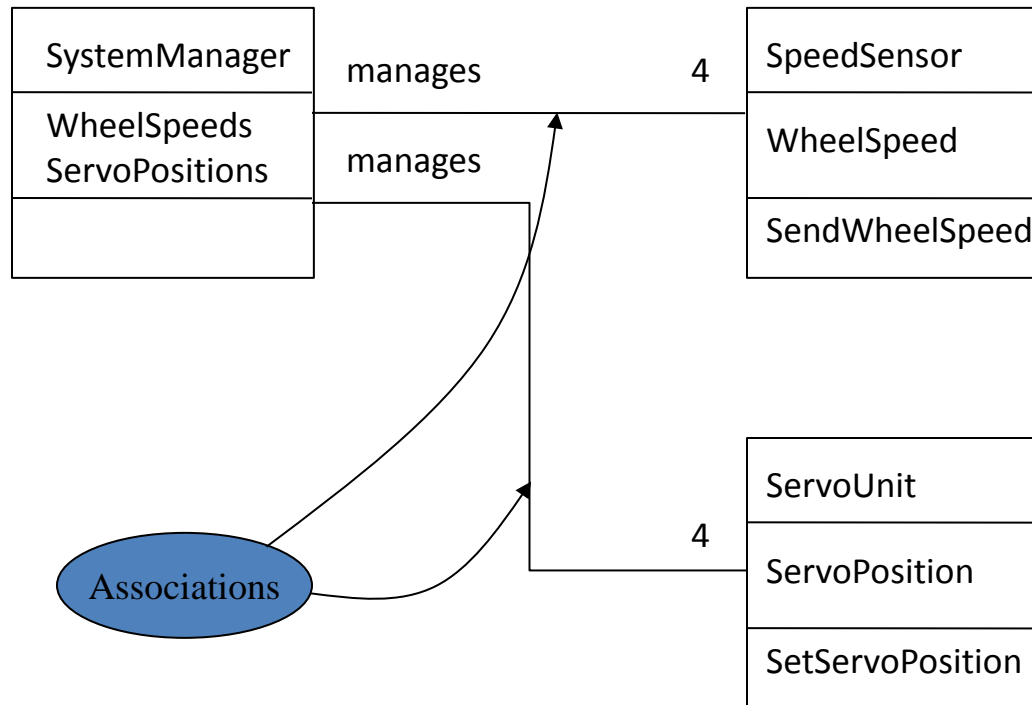 SystemManager
WheelSpeeds
ServoPositions
manages
4
manages
SpeedSensor
WheelSpeed
SendWheelSpeed
Associations
4
ServoUnit
ServoPosition
SetServoPosition